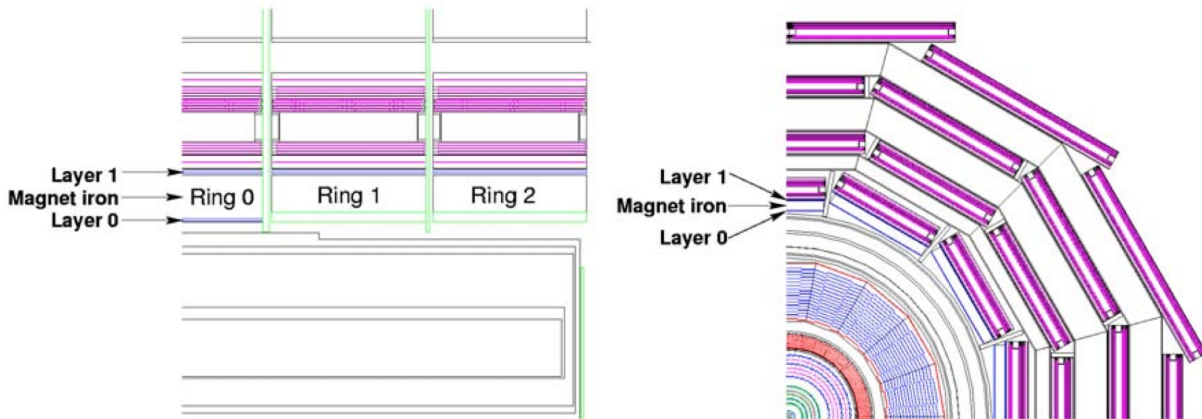 Layer 1
Magnet iron
Layer 0
Ring 0
Ring 1
Ring 2
Layer 1
Magnet iron
Layer 0